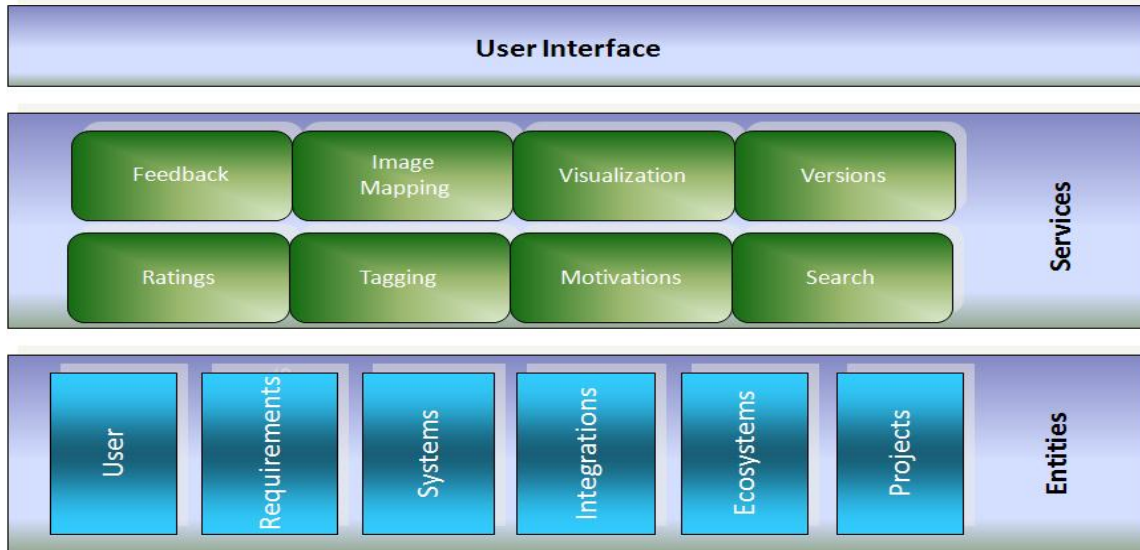 User Interface
Feedback
Image
Mapping
Visualization
Versions
Ratings
Tagging
Motivations
Search
Services
User
Requirements
Systems
Integrations
Ecosystems
Projects
Entities